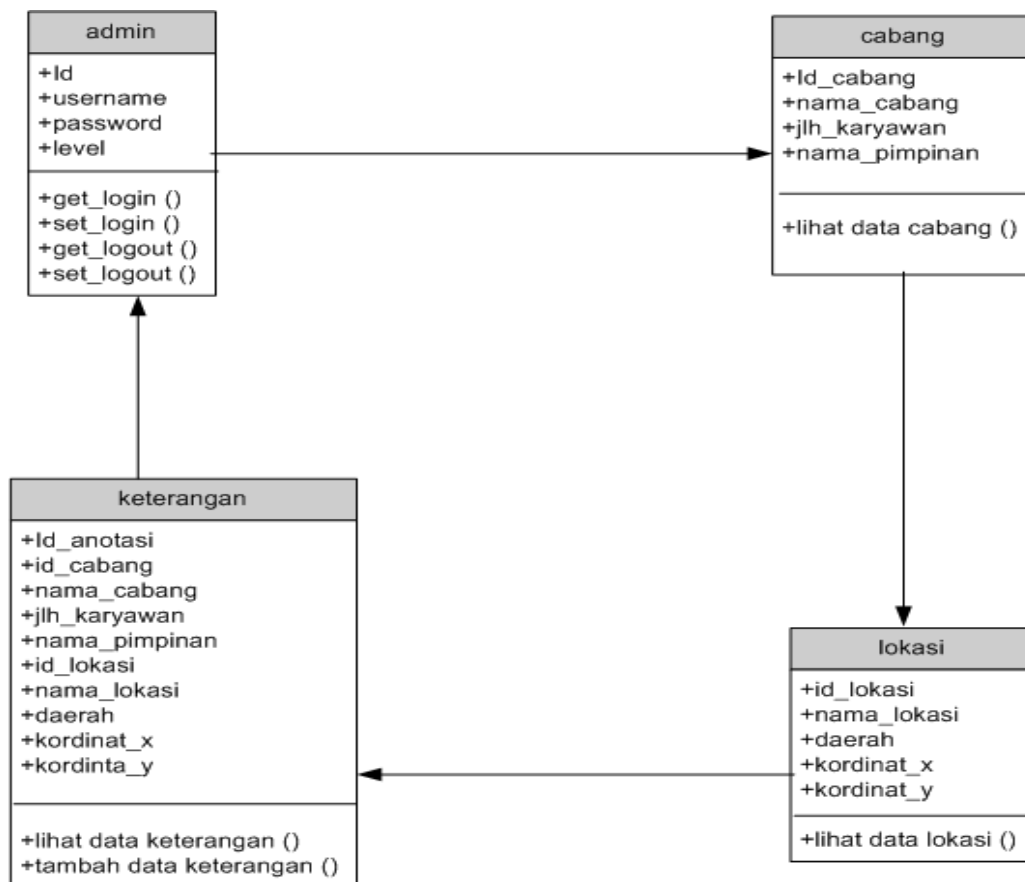 admin
+Id
+username
+password
+level
+get_login ()
+set_login ()
+get_logout ()
+set_logout ()
cabang
+Id_cabang
+nama_cabang
+jlh_karyawan
+nama_pimpinan
+lihat data cabang ()
keterangan
+Id_anotasi
+id_cabang
+nama_cabang
+jlh_karyawan
+nama_pimpinan
+id_lokasi
+nama_lokasi
+daerah
+kordinat_x
+kordinta_y
+lihat data keterangan ()
+tambah data keterangan ()
lokasi
+id_lokasi
+nama_lokasi
+daerah
+kordinat_x
+kordinat_y
+lihat data lokasi ()